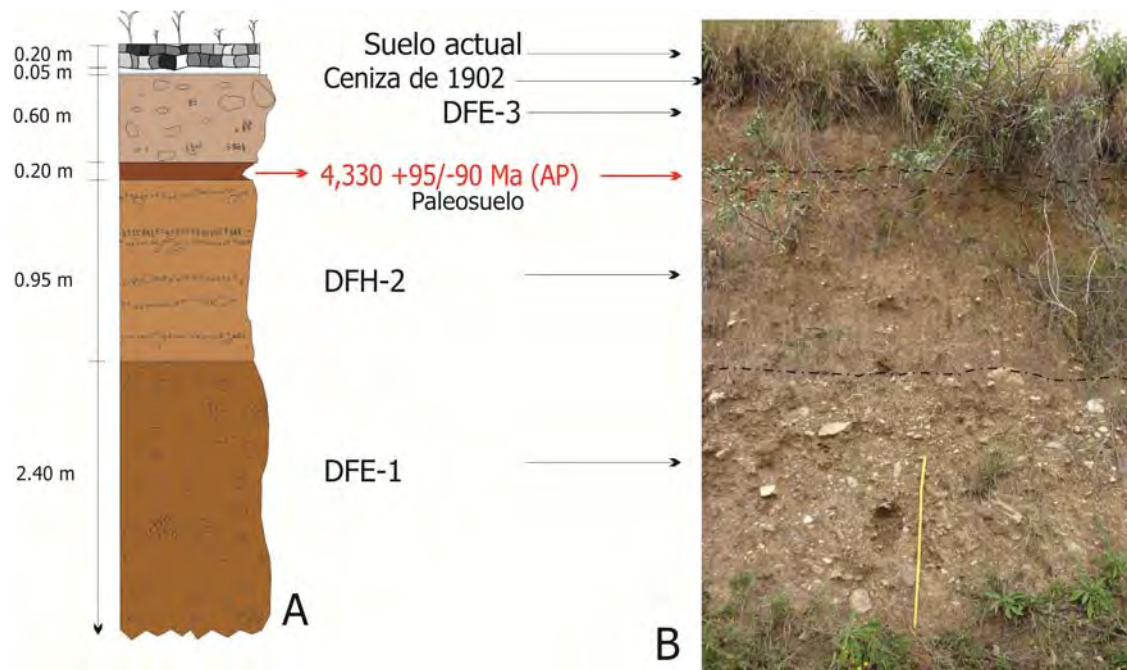 0.20 m
Suelo actual
0.05 m
Ceniza de 1902
0.60 m
DFE-3
0.20 m
4,330 +95/-90 Ma (AP)
Paleosuelo
0.95 m
DFH-2
2.40 m
DFE-1
A
B